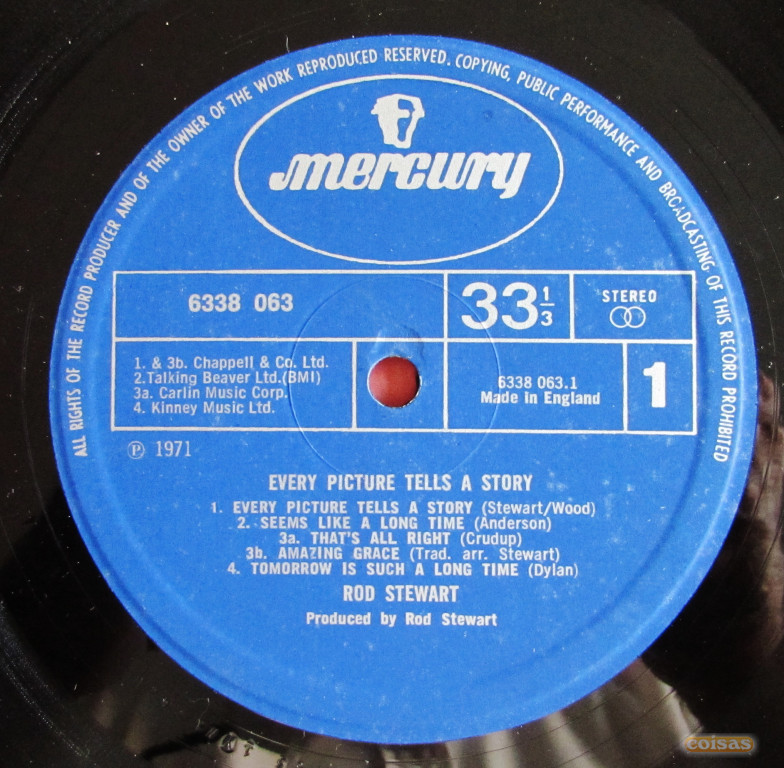 ALL RIGHTS OF THE RECORD PRODUCER AND OF THE OWNER OF THE WORK REPRODUCED RESERVED. COPYING, PUBLIC PERFORMANCE AND BROADCASTING OF THIS RECORD PROHIBITED
mercury
6338 063
33 1/3
STEREO
1. & 3b. Chappell & Co. Ltd.
2.Talking Beaver Ltd.(BMI)
3a. Carlin Music Corp.
4. Kinney Music Ltd.
6338 063.1
Made in England
1
℗ 1971
EVERY PICTURE TELLS A STORY
1. EVERY PICTURE TELLS A STORY (Stewart/Wood)
2. SEEMS LIKE A LONG TIME (Anderson)
3a. THAT'S ALL RIGHT (Crudup)
3b. AMAZING GRACE (Trad. arr. Stewart)
4. TOMORROW IS SUCH A LONG TIME (Dylan)
ROD STEWART
Produced by Rod Stewart
coisas